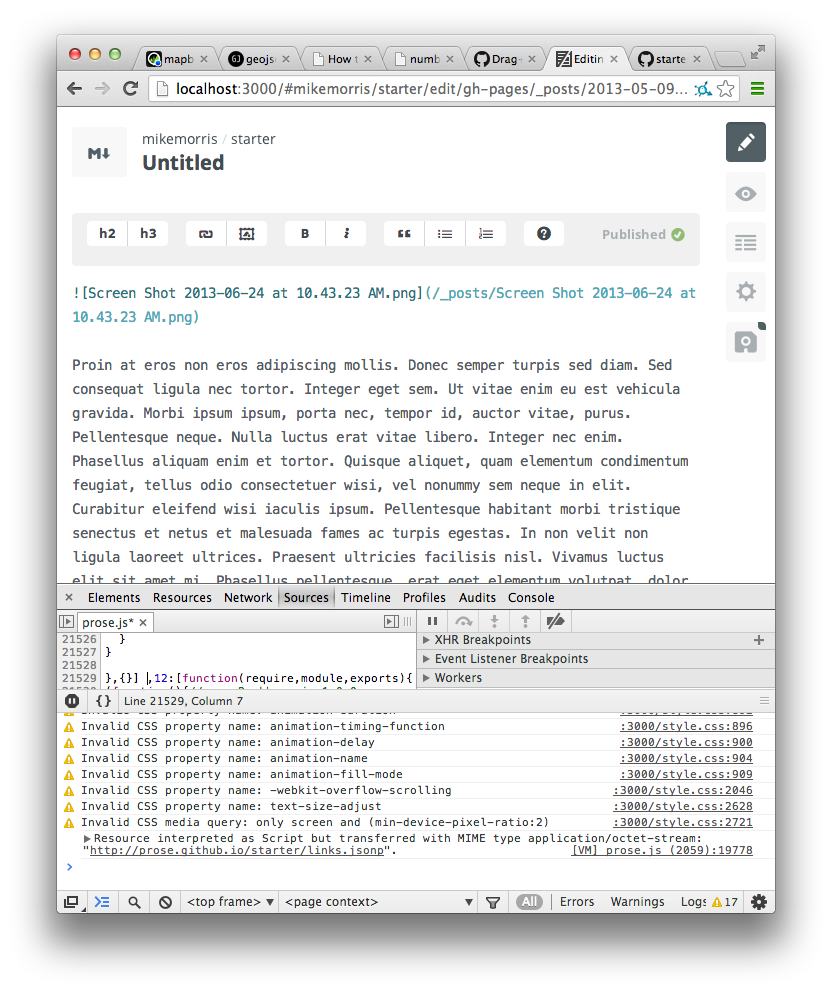 mapb
geojs
How t
numb
Drag-
Editin
starte
localhost:3000/#mikemorris/starter/edit/gh-pages/_posts/2013-05-09...
mikemorris / starter
M
Untitled
h2 h3 B i “ ? Published
![Screen Shot 2013-06-24 at 10.43.23 AM.png](/_posts/Screen Shot 2013-06-24 at
10.43.23 AM.png)
Proin at eros non eros adipiscing mollis. Donec semper turpis sed diam. Sed
consequat ligula nec tortor. Integer eget sem. Ut vitae enim eu est vehicula
gravida. Morbi ipsum ipsum, porta nec, tempor id, auctor vitae, purus.
Pellentesque neque. Nulla luctus erat vitae libero. Integer nec enim.
Phasellus aliquam enim et tortor. Quisque aliquet, quam elementum condimentum
feugiat, tellus odio consectetuer wisi, vel nonummy sem neque in elit.
Curabitur eleifend wisi iaculis ipsum. Pellentesque habitant morbi tristique
senectus et netus et malesuada fames ac turpis egestas. In non velit non
ligula laoreet ultrices. Praesent ultricies facilisis nisl. Vivamus luctus
elit sit amet mi. Phasellus pellentesque, erat eget elementum volutpat, dolor
× Elements Resources Network Sources Timeline Profiles Audits Console
prose.js* ×
21526 }
21527 }
21528
21529 },{}] ,12:[function(require,module,exports){
XHR Breakpoints +
Event Listener Breakpoints
Workers
{} Line 21529, Column 7
Invalid CSS property name: animation-timing-function :3000/style.css:896
Invalid CSS property name: animation-delay :3000/style.css:900
Invalid CSS property name: animation-name :3000/style.css:904
Invalid CSS property name: animation-fill-mode :3000/style.css:909
Invalid CSS property name: -webkit-overflow-scrolling :3000/style.css:2046
Invalid CSS property name: text-size-adjust :3000/style.css:2628
Invalid CSS media query: only screen and (min-device-pixel-ratio:2) :3000/style.css:2721
Resource interpreted as Script but transferred with MIME type application/octet-stream:
"http://prose.github.io/starter/links.jsonp". [VM] prose.js (2059):19778
>
<top frame> <page context> All Errors Warnings Logs 17